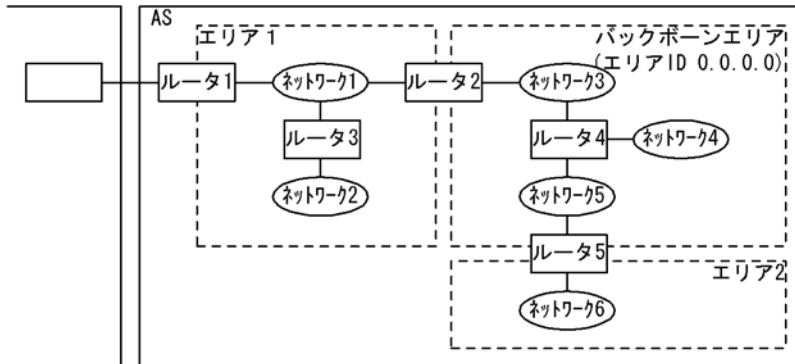 AS
エリア1
バックボーンエリア
(エリアID 0.0.0.0)
ルータ1
ネットワーク1
ルータ2
ネットワーク3
ルータ3
ルータ4
ネットワーク4
ネットワーク2
ネットワーク5
ルータ5
エリア2
ネットワーク6